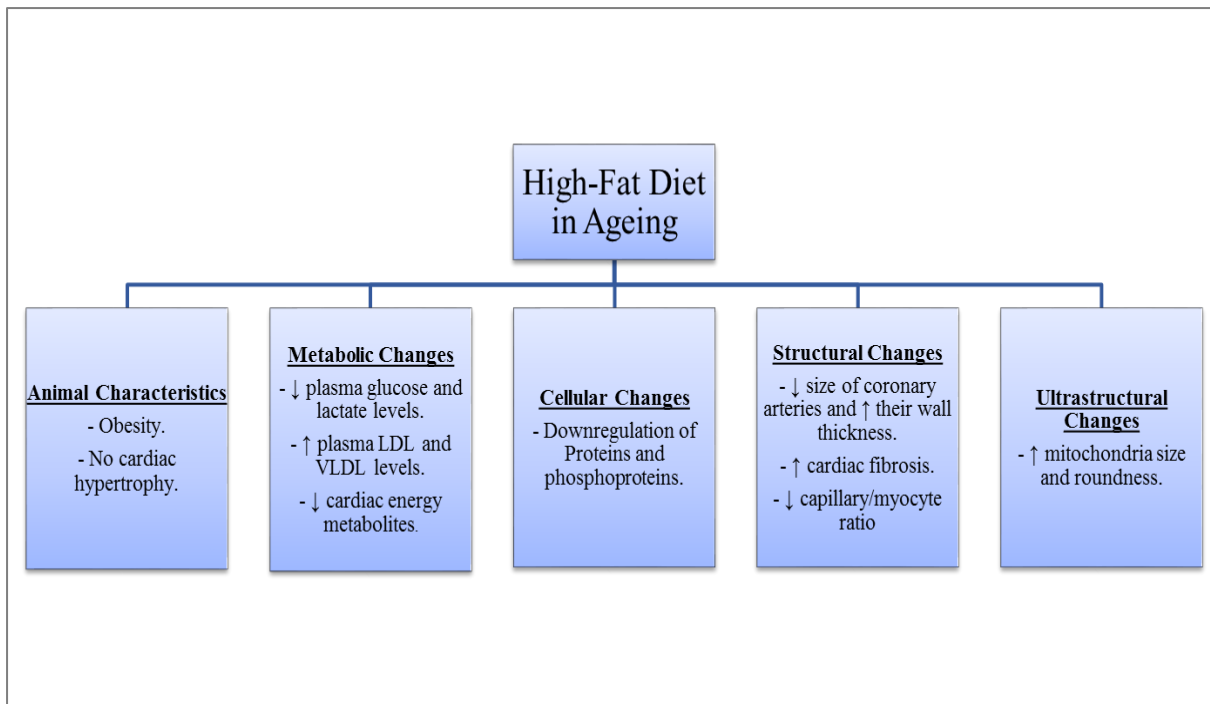 High-Fat Diet
in Ageing
Animal Characteristics
- Obesity.
- No cardiac
hypertrophy.
Metabolic Changes
- ↓ plasma glucose and
lactate levels.
- ↑ plasma LDL and
VLDL levels.
- ↓ cardiac energy
metabolites.
Cellular Changes
- Downregulation of
Proteins and
phosphoproteins.
Structural Changes
- ↓ size of coronary
arteries and ↑ their wall
thickness.
- ↑ cardiac fibrosis.
- ↓ capillary/myocyte
ratio
Ultrastructural
Changes
- ↑ mitochondria size
and roundness.